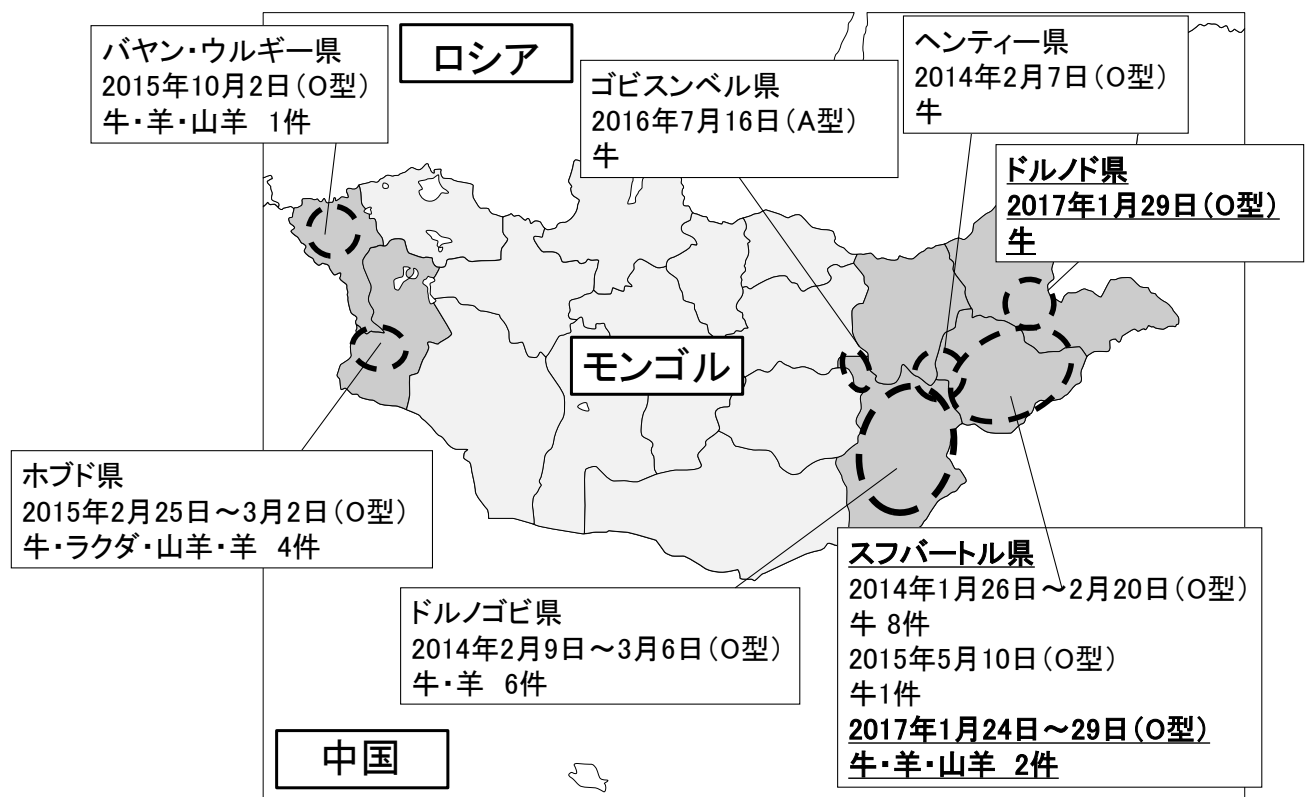 バヤン・ウルギー県
2015年10月2日(O型)
牛・羊・山羊 1件
ロシア
ゴビスンベル県
2016年7月16日(A型)
牛
ヘンティー県
2014年2月7日(O型)
牛
ドルノド県
2017年1月29日(O型)
牛
モンゴル
ホブド県
2015年2月25日~3月2日(O型)
牛・ラクダ・山羊・羊 4件
ドルノゴビ県
2014年2月9日~3月6日(O型)
牛・羊 6件
スフバートル県
2014年1月26日~2月20日(O型)
牛 8件
2015年5月10日(O型)
牛1件
2017年1月24日~29日(O型)
牛・羊・山羊 2件
中国